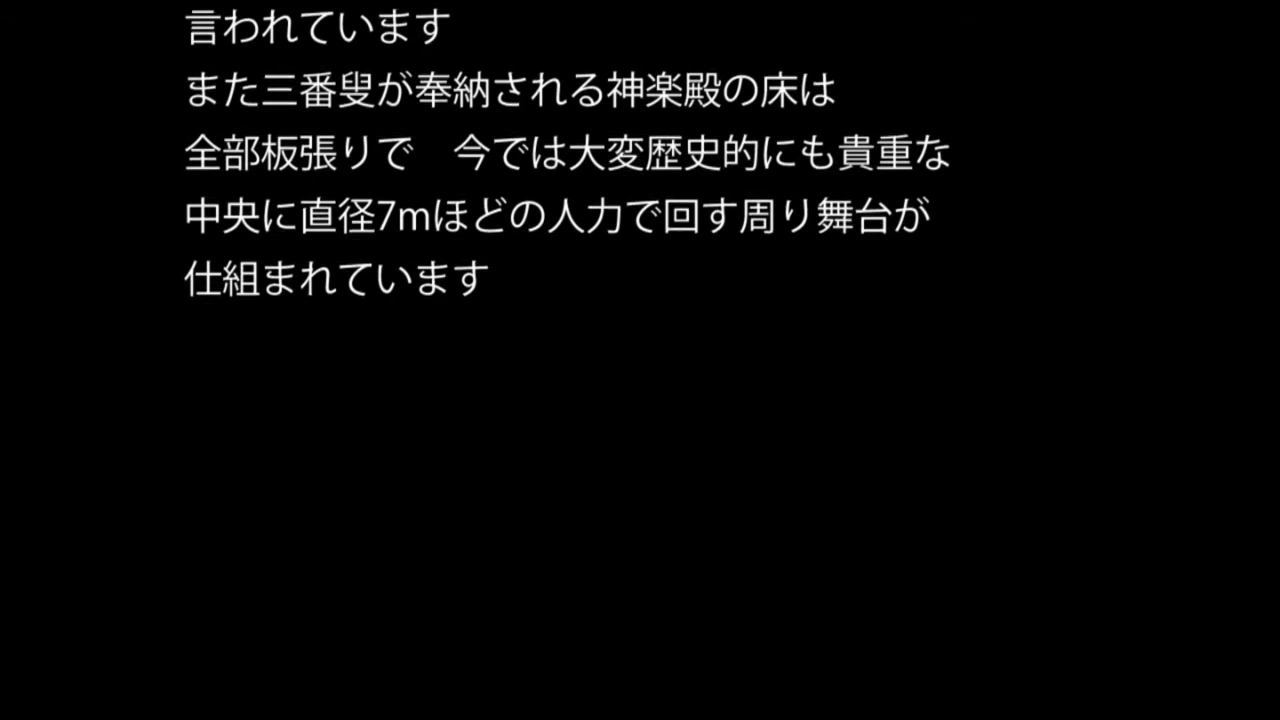 言われています
また三番叟が奉納される神楽殿の床は
全部板張りで　今では大変歴史的にも貴重な
中央に直径7mほどの人力で回す周り舞台が
仕組まれています